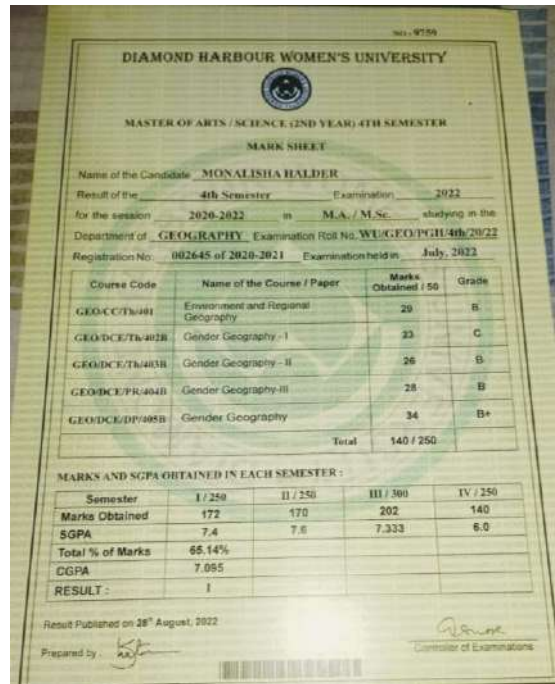 NO.- 9759
DIAMOND HARBOUR WOMEN'S UNIVERSITY
MASTER OF ARTS / SCIENCE (2ND YEAR) 4TH SEMESTER
MARK SHEET
Name of the Candidate MONALISHA HALDER
Result of the 4th Semester Examination 2022
for the session 2020-2022 in M.A. / M.Sc. studying in the
Department of GEOGRAPHY Examination Roll No. WU/GEO/PGH/4th/20/22
Registration No. 002645 of 2020-2021 Examination held in July, 2022
Course Code Name of the Course / Paper Marks Obtained / 50 Grade
GEO/CC/Th/401 Environment and Regional Geography 29 B
GEO/DCE/Th/402B Gender Geography - I 23 C
GEO/DCE/Th/403B Gender Geography - II 26 B
GEO/DCE/PR/404B Gender Geography-III 28 B
GEO/DCE/DP/405B Gender Geography 34 B+
Total 140 / 250
MARKS AND SGPA OBTAINED IN EACH SEMESTER :
Semester I / 250 II / 250 III / 300 IV / 250
Marks Obtained 172 170 202 140
SGPA 7.4 7.6 7.333 6.0
Total % of Marks 65.14%
CGPA 7.095
RESULT : I
Result Published on 28th August, 2022
Prepared by
Controller of Examinations